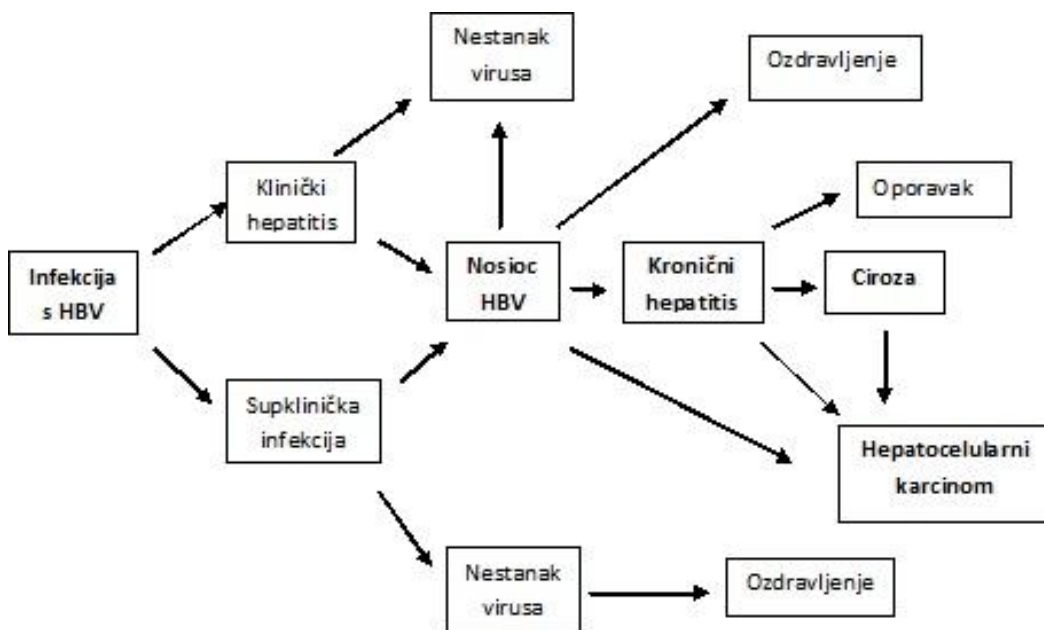 Nestanak
virusa
Ozdravljenje
Klinički
hepatitis
Oporavak
Infekcija
s HBV
Nosioc
HBV
Kronični
hepatitis
Ciroza
Supklinička
infekcija
Hepatocelularni
karcinom
Nestanak
virusa
Ozdravljenje